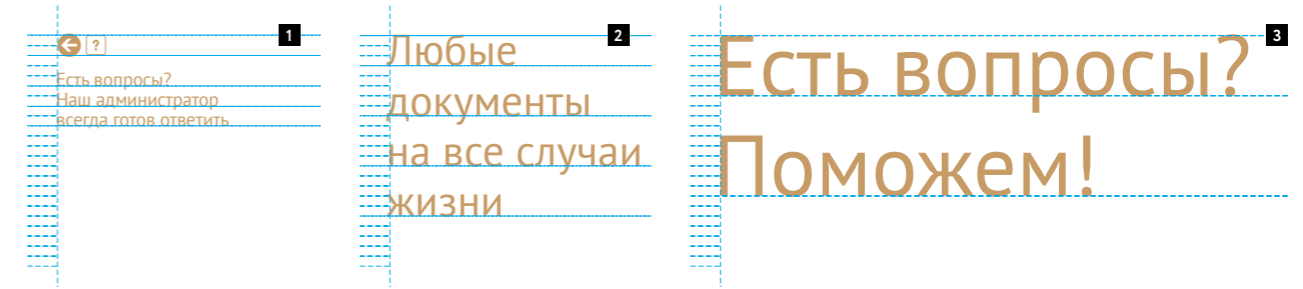 1
?
Есть вопросы?
Наш администратор
всегда готов ответить
2
Любые
документы
на все случаи
жизни
3
Есть вопросы?
Поможем!